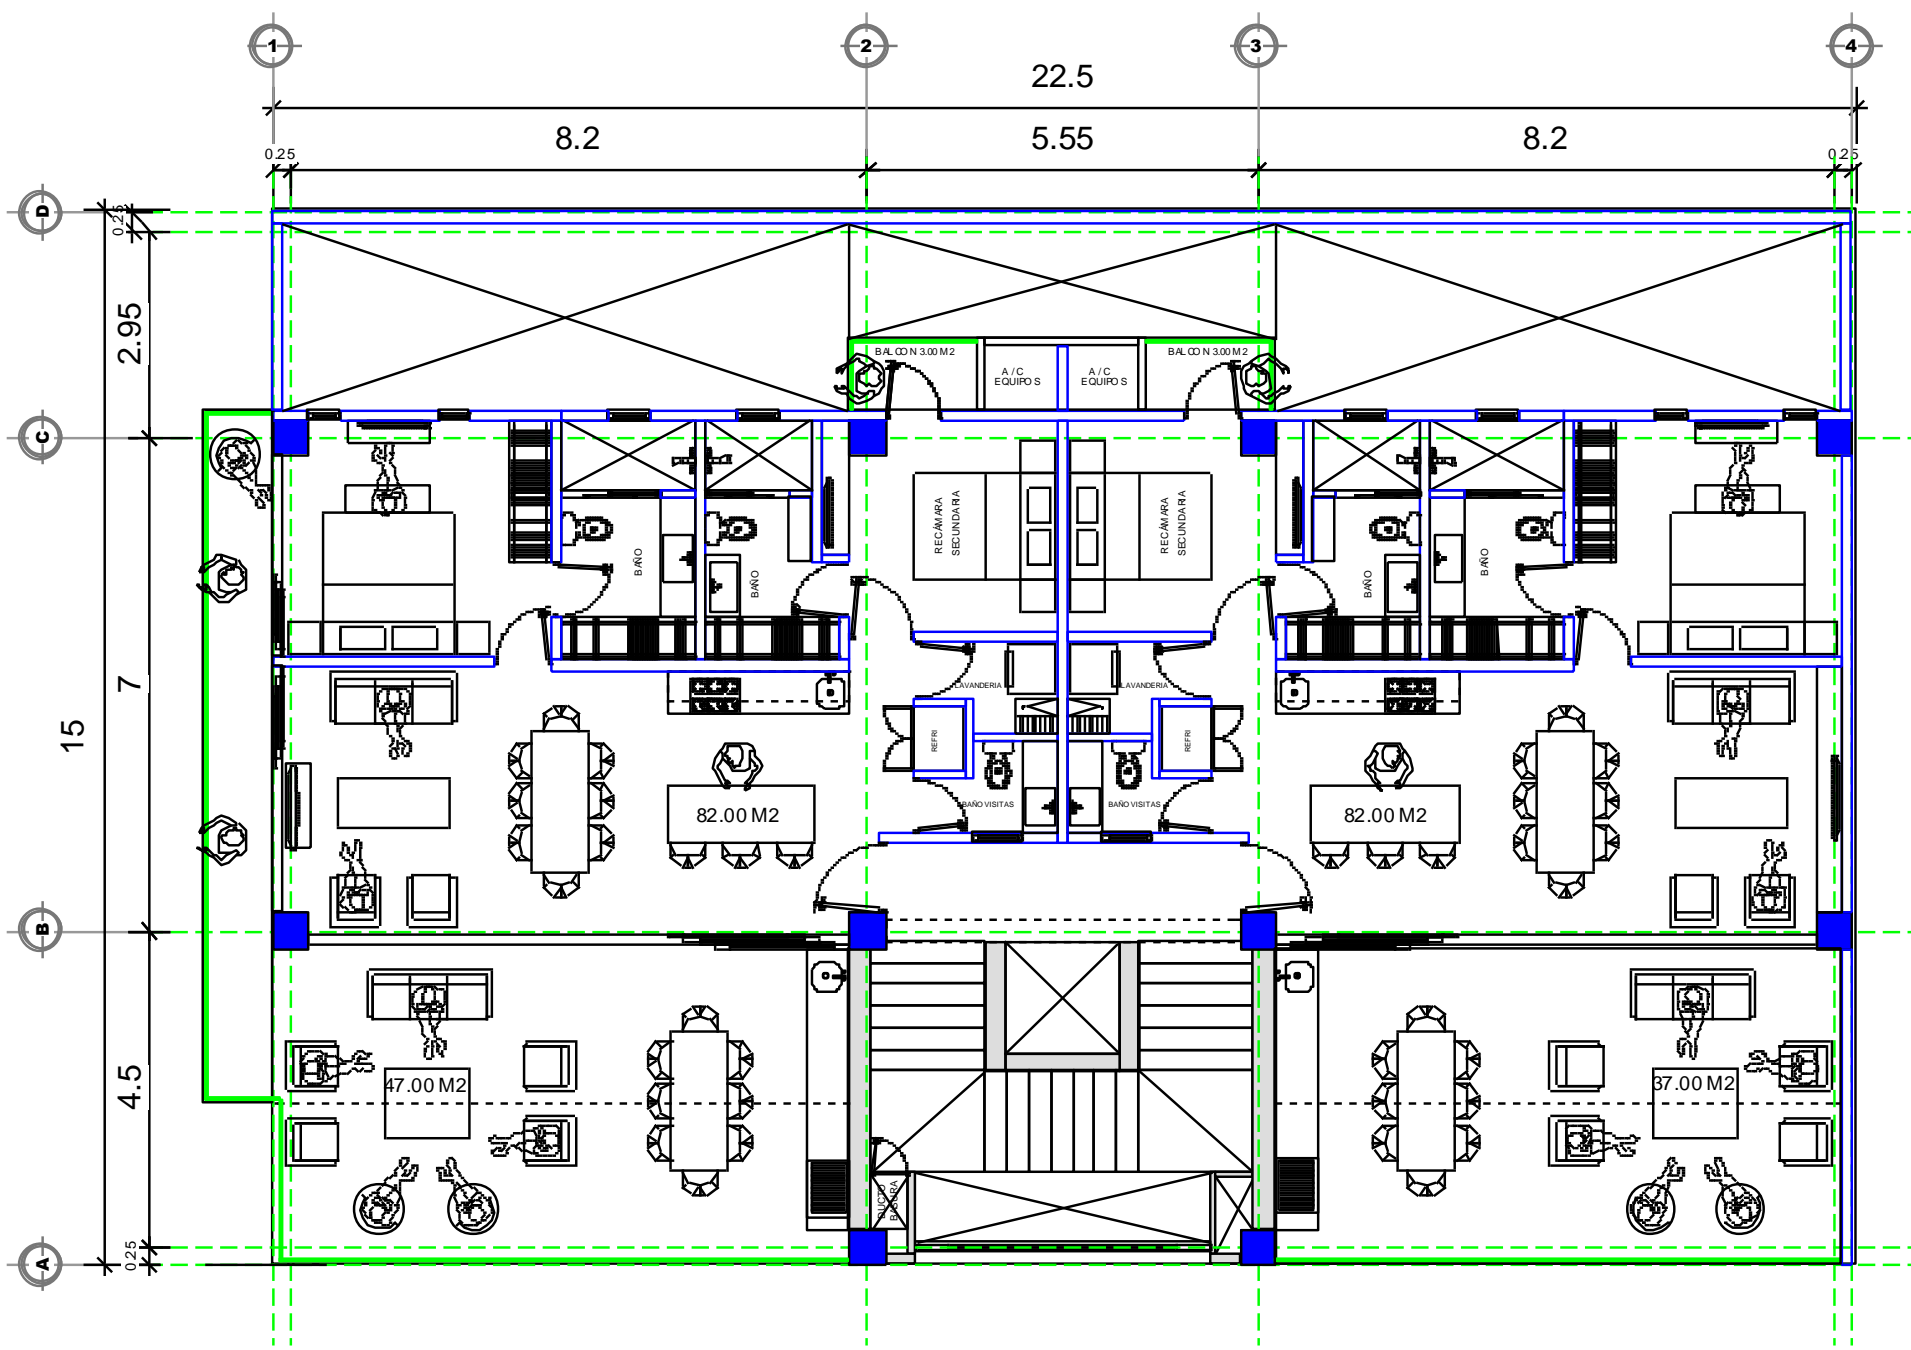 1
2
3
4
22.5
8.2
5.55
8.2
0.25
0.25
D
0.25
BALCON 3.00 M2
BALCON 3.00 M2
2.95
A / C
EQUIPOS
A / C
EQUIPOS
C
RECÁMARA
SECUNDARIA
RECÁMARA
SECUNDARIA
BAÑO
BAÑO
BAÑO
BAÑO
7
LAVANDERIA
LAVANDERIA
15
REFRI
REFRI
BAÑO VISITAS
BAÑO VISITAS
82.00 M2
82.00 M2
B
4.5
47.00 M2
37.00 M2
DUCTO
BASURA
0.25
A